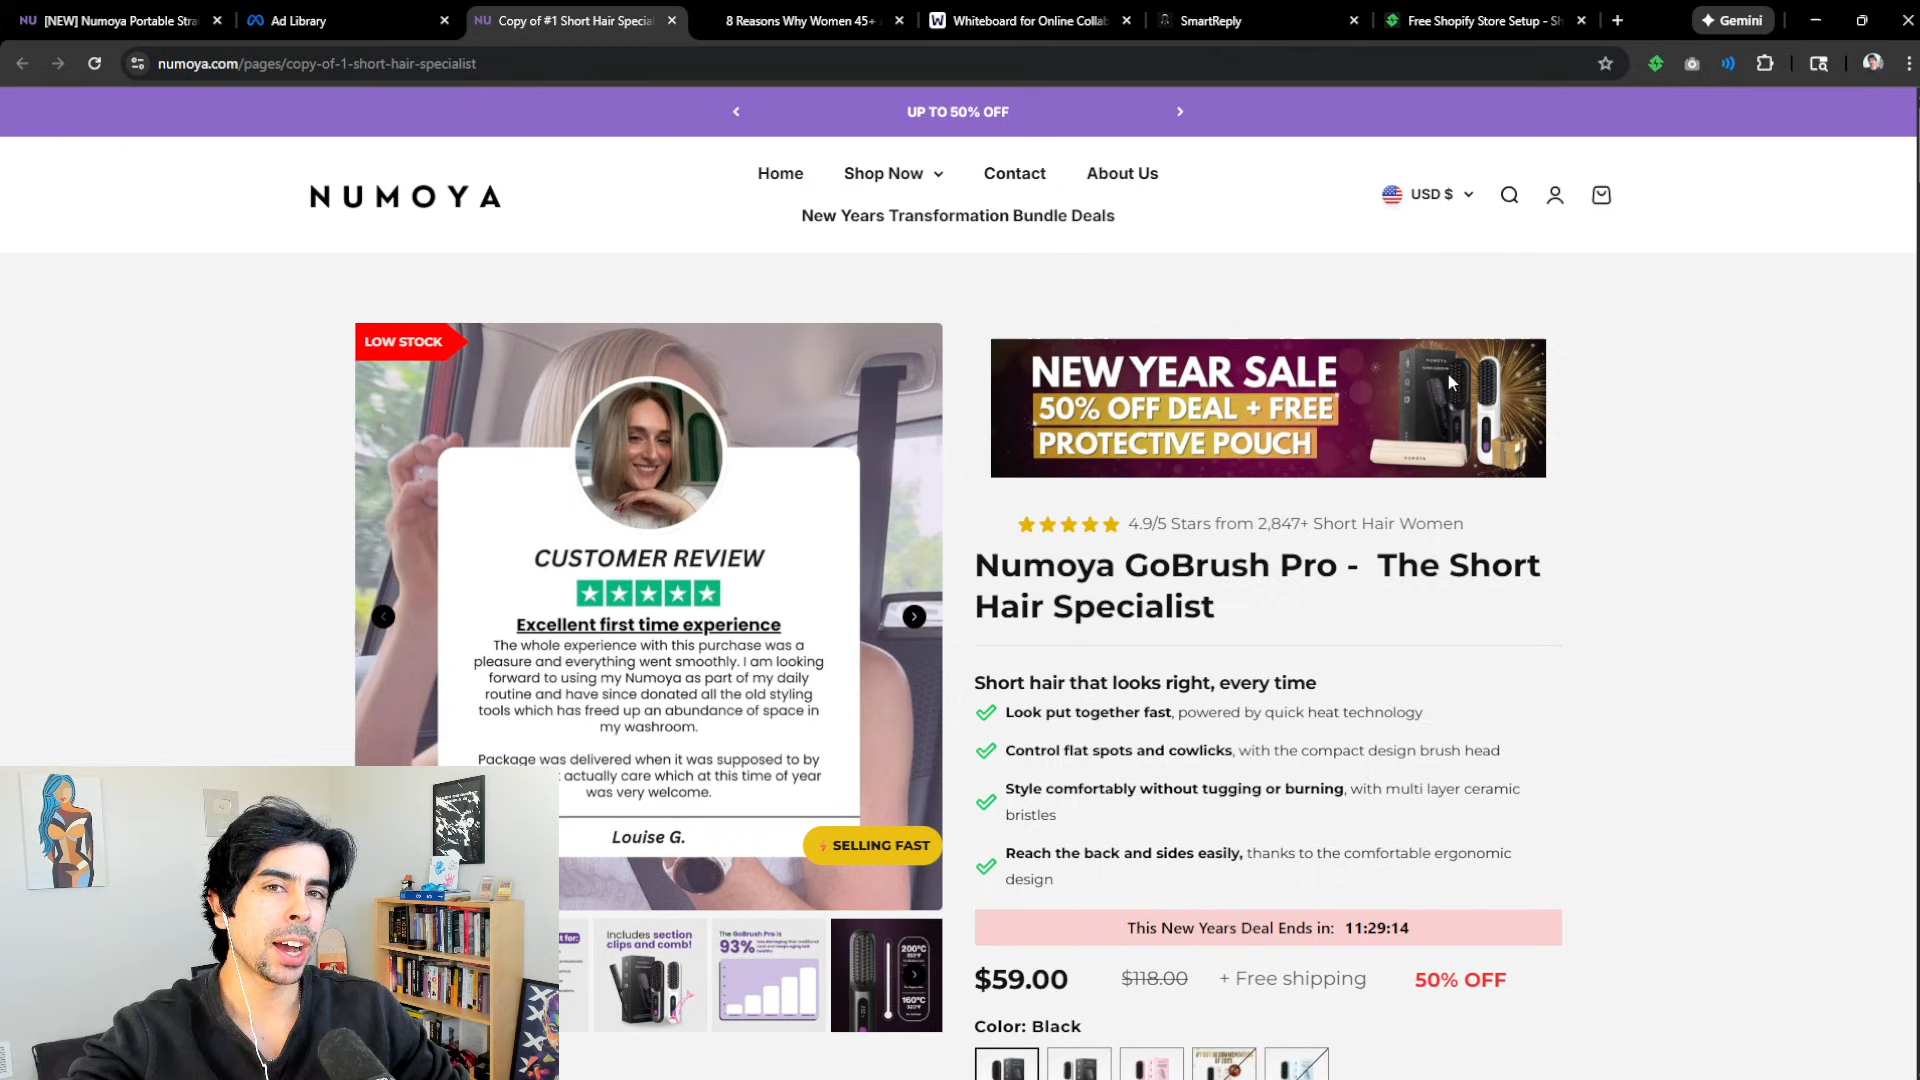 [NEW] Numoya Portable Stra
Ad Library
Copy of #1 Short Hair Special
8 Reasons Why Women 45+
Whiteboard for Online Collab
SmartReply
Free Shopify Store Setup - Sh
Gemini
numoya.com/pages/copy-of-1-short-hair-specialist
UP TO 50% OFF
NUMOYA
Home
Shop Now
Contact
About Us
New Years Transformation Bundle Deals
USD $
LOW STOCK
CUSTOMER REVIEW
Excellent first time experience
The whole experience with this purchase was a
pleasure and everything went smoothly. I am looking
forward to using my Numoya as part of my daily
routine and have since donated all the old styling
tools which has freed up an abundance of space in
my washroom.
Package was delivered when it was supposed to by
actually care which at this time of year
was very welcome.
Louise G.
SELLING FAST
Includes section
clips and comb!
The GoBrush Pro is
93%
200°C
160°C
NEW YEAR SALE
50% OFF DEAL + FREE
PROTECTIVE POUCH
4.9/5 Stars from 2,847+ Short Hair Women
Numoya GoBrush Pro - The Short
Hair Specialist
Short hair that looks right, every time
Look put together fast, powered by quick heat technology
Control flat spots and cowlicks, with the compact design brush head
Style comfortably without tugging or burning, with multi layer ceramic
bristles
Reach the back and sides easily, thanks to the comfortable ergonomic
design
This New Years Deal Ends in: 11:29:14
$59.00
$118.00
+ Free shipping
50% OFF
Color: Black